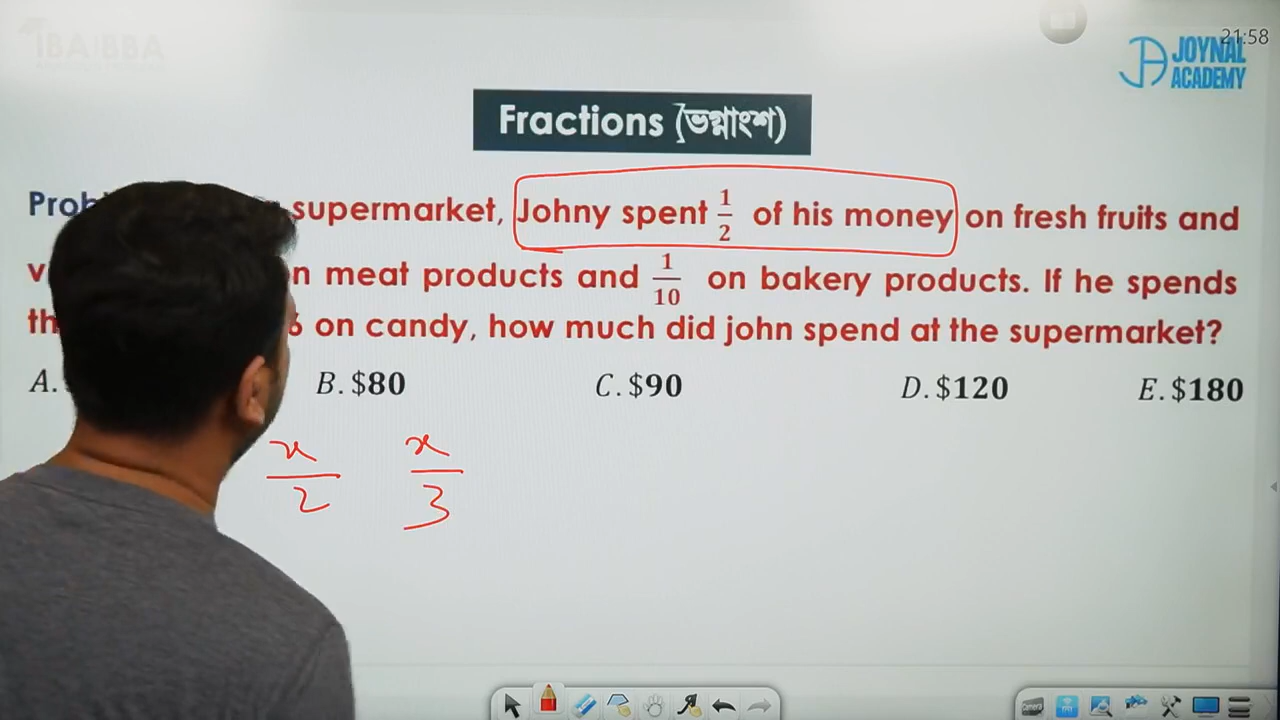 IBA BBA
21:58
JOYNAL
ACADEMY
Fractions (ভগ্নাংশ)
supermarket, Johny spent 1/2 of his money on fresh fruits and
meat products and 1/10 on bakery products. If he spends
on candy, how much did john spend at the supermarket?
A. B. $80 C. $90 D. $120 E. $180
x/2 x/3